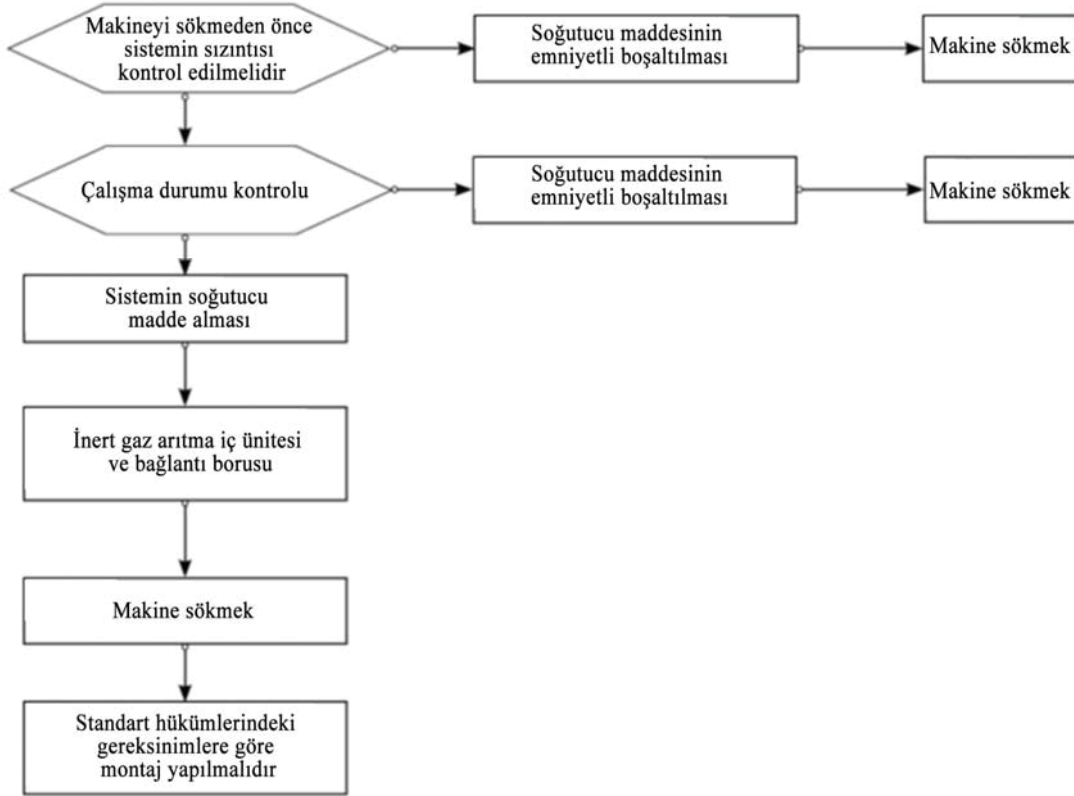 Makineyi sökmeden önce
sistemin sızıntısı
kontrol edilmelidir
Soğutucu maddesinin
emniyetli boşaltılması
Makine sökmek
Çalışma durumu kontrolu
Soğutucu maddesinin
emniyetli boşaltılması
Makine sökmek
Sistemin soğutucu
madde alması
İnert gaz arıtma iç ünitesi
ve bağlantı borusu
Makine sökmek
Standart hükümlerindeki
gereksinimlere göre
montaj yapılmalıdır